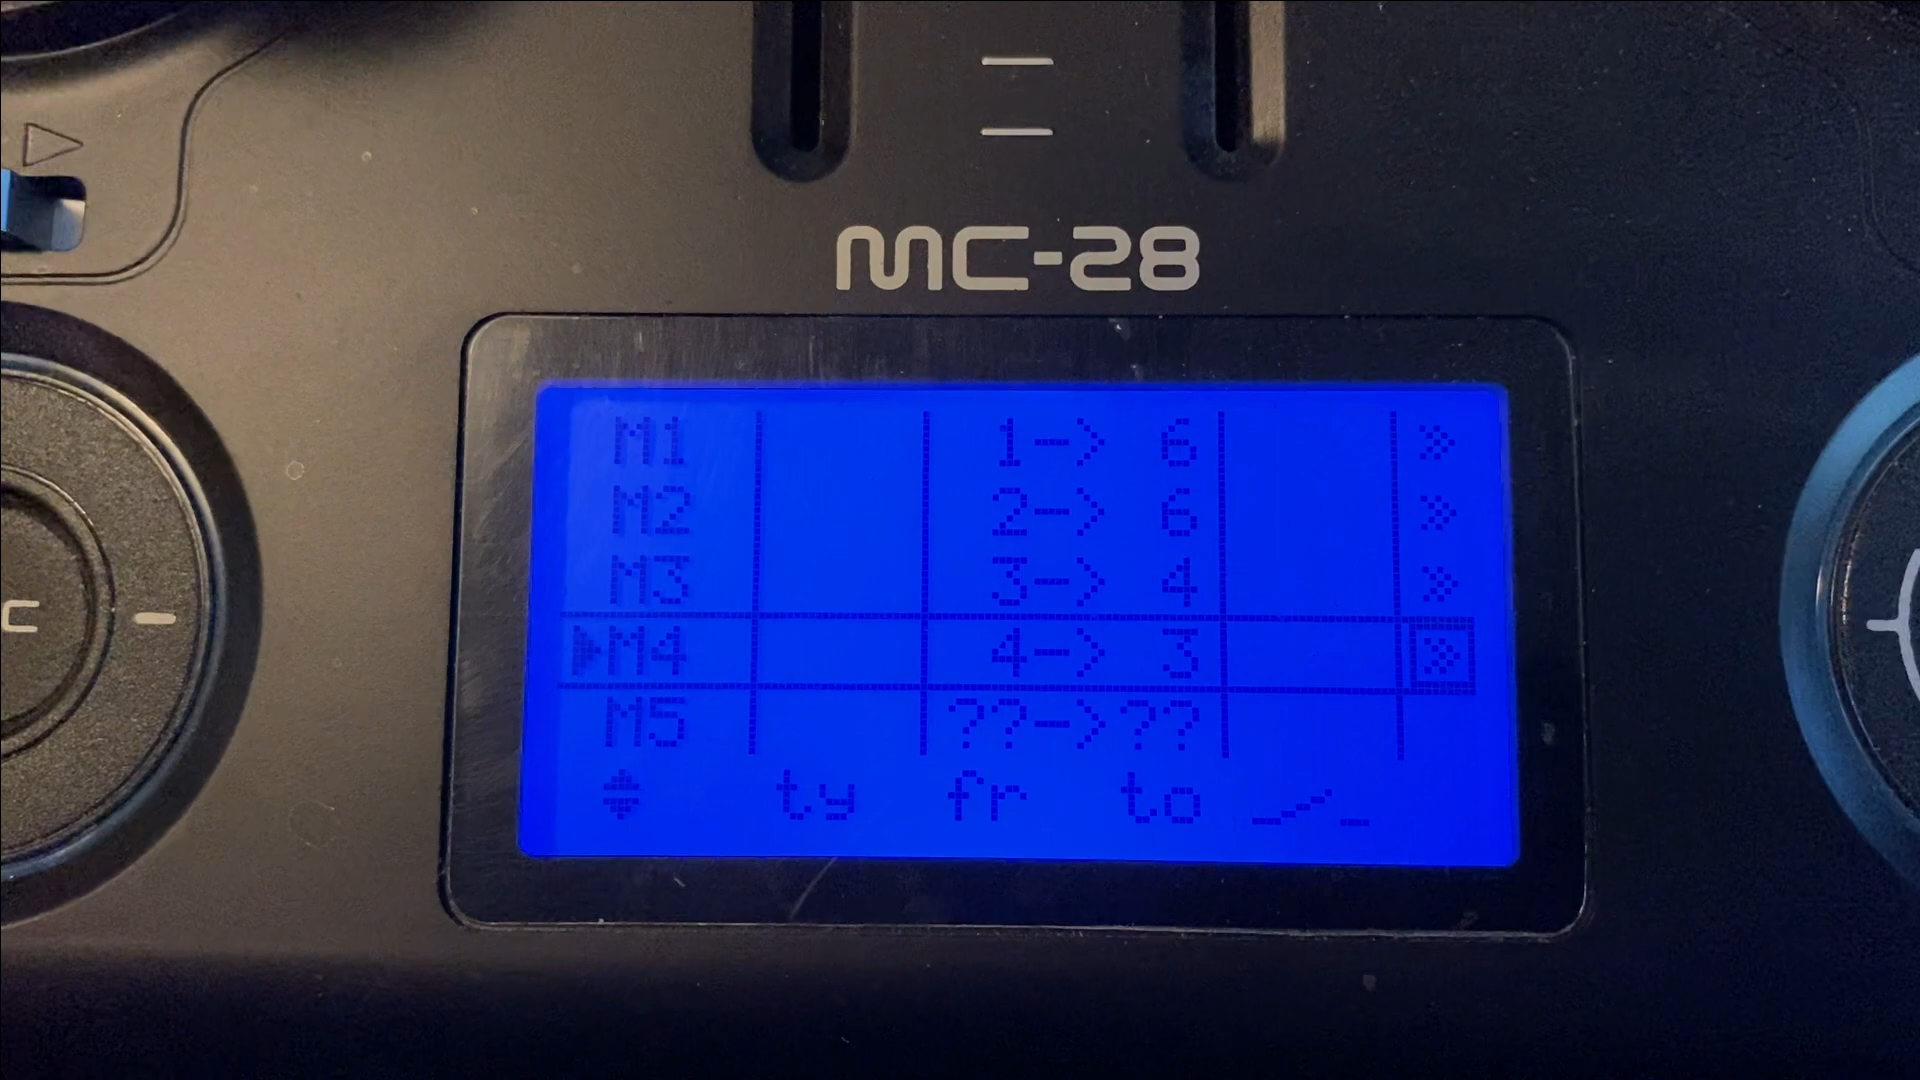 MC-28
M1 1-> 6 »
M2 2-> 6 »
M3 3-> 4 »
▶M4 4-> 3 »
M5 ??->??
ty fr to
C